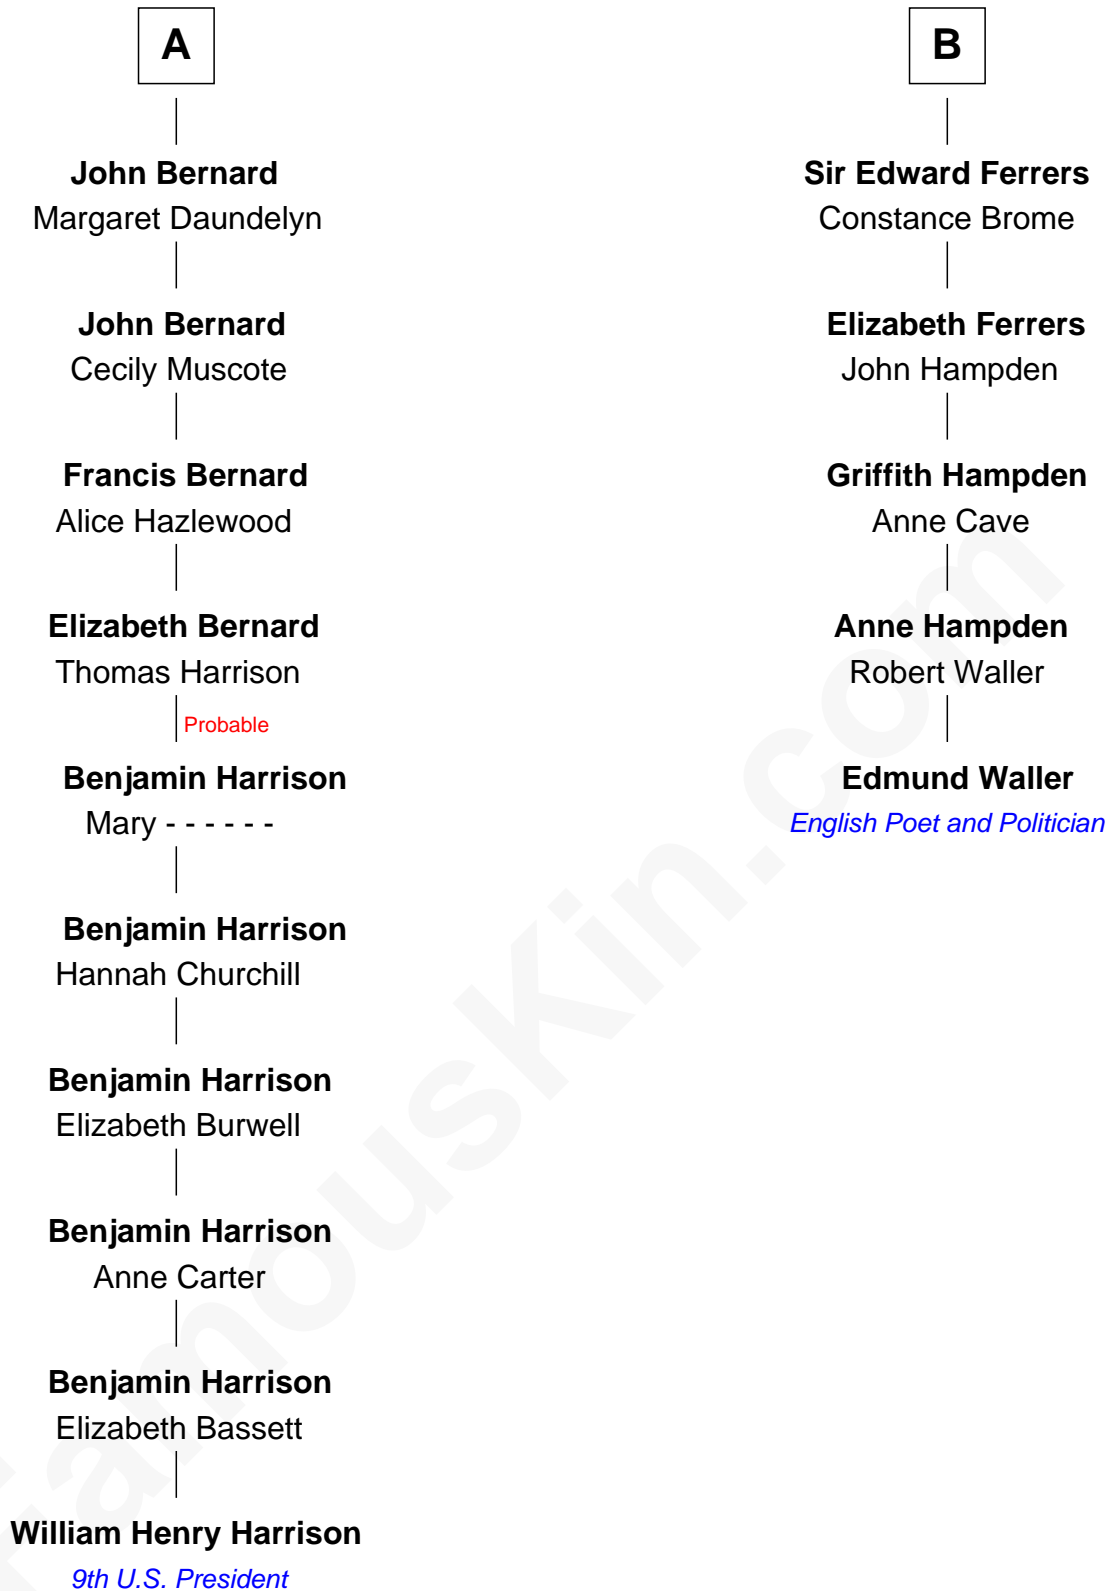 A
John Bernard
Margaret Daundelyn
John Bernard
Cecily Muscote
Francis Bernard
Alice Hazlewood
Elizabeth Bernard
Thomas Harrison
Probable
Benjamin Harrison
Mary - - - - - -
Benjamin Harrison
Hannah Churchill
Benjamin Harrison
Elizabeth Burwell
Benjamin Harrison
Anne Carter
Benjamin Harrison
Elizabeth Bassett
William Henry Harrison
9th U.S. President
B
Sir Edward Ferrers
Constance Brome
Elizabeth Ferrers
John Hampden
Griffith Hampden
Anne Cave
Anne Hampden
Robert Waller
Edmund Waller
English Poet and Politician
FamousKin.com